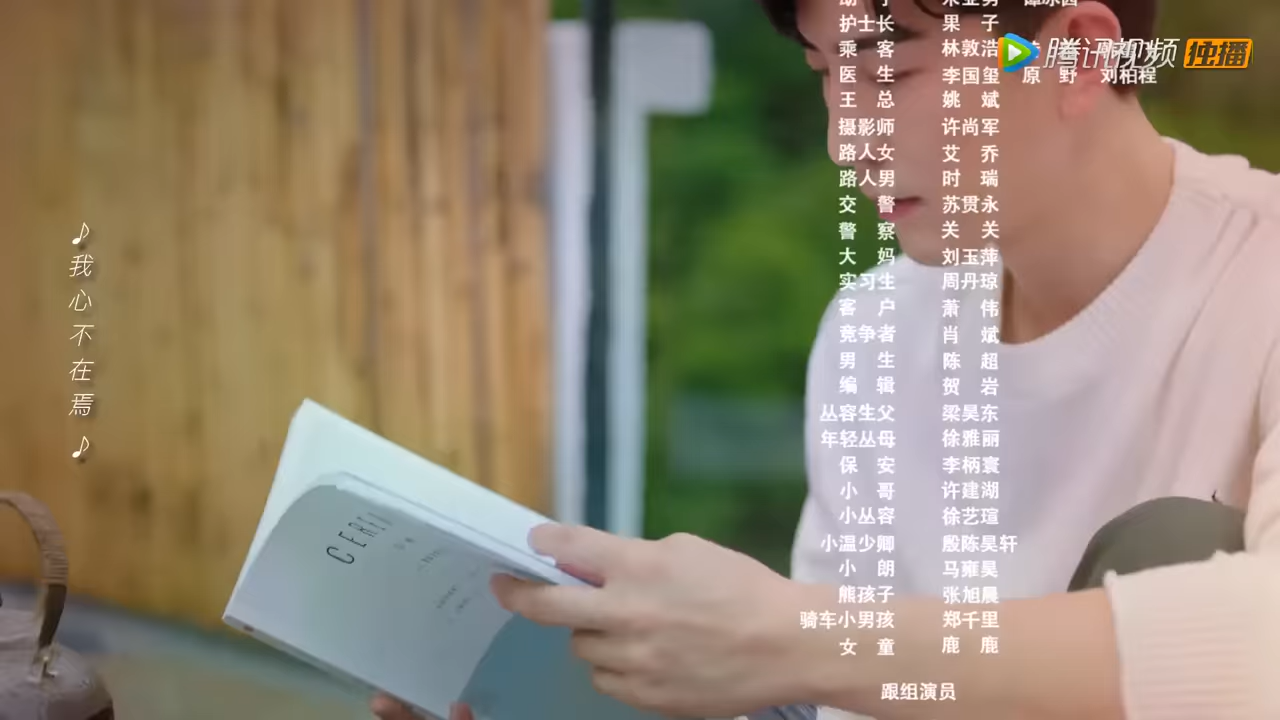 护士长 果子
乘客 林敦浩
医生 李国玺 原野 刘柏程
王总 姚斌
摄影师 许尚军
路人女 艾乔
路人男 时瑞
交警 苏贯永
警察 关关
大妈 刘玉萍
实习生 周丹琼
客户 萧伟
竞争者 肖斌
男生 陈超
编辑 贺岩
丛容生父 梁昊东
年轻丛母 徐雅丽
保安 李柄寰
小哥 许建湖
小丛容 徐艺瑄
小温少卿 殷陈昊轩
小朗 马雍昊
熊孩子 张旭晨
骑车小男孩 郑千里
女童 鹿鹿
跟组演员
腾讯视频 独播
♪我心不在焉♪